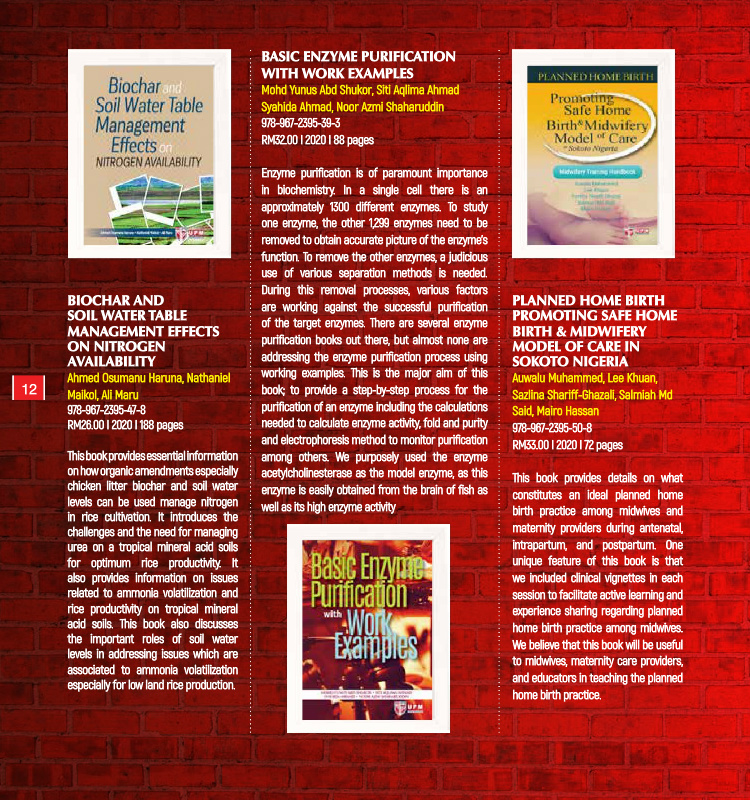 Biochar and
Soil Water Table
Management
Effects on
NITROGEN AVAILABILITY
UPM
BIOCHAR AND
SOIL WATER TABLE
MANAGEMENT EFFECTS
ON NITROGEN
AVAILABILITY
Ahmed Osumanu Haruna, Nathaniel
Maikol, Ali Maru
978-967-2395-47-8
RM26.00 I 2020 I 188 pages
This book provides essential information
on how organic amendments especially
chicken litter biochar and soil water
levels can be used manage nitrogen
in rice cultivation. It introduces the
challenges and the need for managing
urea on a tropical mineral acid soils
for optimum rice productivity. It
also provides information on issues
related to ammonia volatilization and
rice productivity on tropical mineral
acid soils. This book also discusses
the important roles of soil water
levels in addressing issues which are
associated to ammonia volatilization
especially for low land rice production.
12
BASIC ENZYME PURIFICATION
WITH WORK EXAMPLES
Mohd Yunus Abd Shukor, Siti Aqlima Ahmad
Syahida Ahmad, Noor Azmi Shaharuddin
978-967-2395-39-3
RM32.00 I 2020 I 88 pages
Enzyme purification is of paramount importance
in biochemistry. In a single cell there is an
approximately 1300 different enzymes. To study
one enzyme, the other 1,299 enzymes need to be
removed to obtain accurate picture of the enzyme's
function. To remove the other enzymes, a judicious
use of various separation methods is needed.
During this removal processes, various factors
are working against the successful purification
of the target enzymes. There are several enzyme
purification books out there, but almost none are
addressing the enzyme purification process using
working examples. This is the major aim of this
book; to provide a step-by-step process for the
purification of an enzyme including the calculations
needed to calculate enzyme activity, fold and purity
and electrophoresis method to monitor purification
among others. We purposely used the enzyme
acetylcholinesterase as the model enzyme, as this
enzyme is easily obtained from the brain of fish as
well as its high enzyme activity
Basic Enzyme
Purification
with Work
Examples
UPM
PLANNED HOME BIRTH
Promoting
Safe Home
Birth & Midwifery
Model of Care
in Sokoto Nigeria
Midwifery Training Handbook
PLANNED HOME BIRTH
PROMOTING SAFE HOME
BIRTH & MIDWIFERY
MODEL OF CARE IN
SOKOTO NIGERIA
Auwalu Muhammed, Lee Khuan,
Sazlina Shariff-Ghazali, Salmiah Md
Said, Mairo Hassan
978-967-2395-50-8
RM33.00 I 2020 I 72 pages
This book provides details on what
constitutes an ideal planned home
birth practice among midwives and
maternity providers during antenatal,
intrapartum, and postpartum. One
unique feature of this book is that
we included clinical vignettes in each
session to facilitate active learning and
experience sharing regarding planned
home birth practice among midwives.
We believe that this book will be useful
to midwives, maternity care providers,
and educators in teaching the planned
home birth practice.